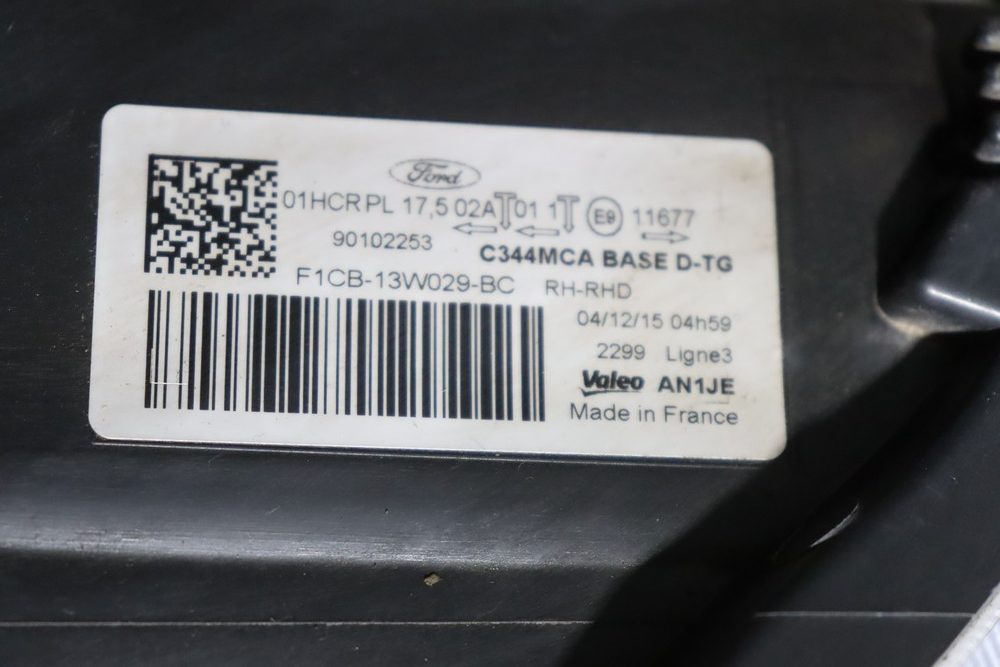 Ford
01HCR PL 17,5 02A 01 1 E9 11677
90102253
C344MCA BASE D-TG
F1CB-13W029-BC RH-RHD
04/12/15 04h59
2299 Ligne3
Valeo AN1JE
Made in France